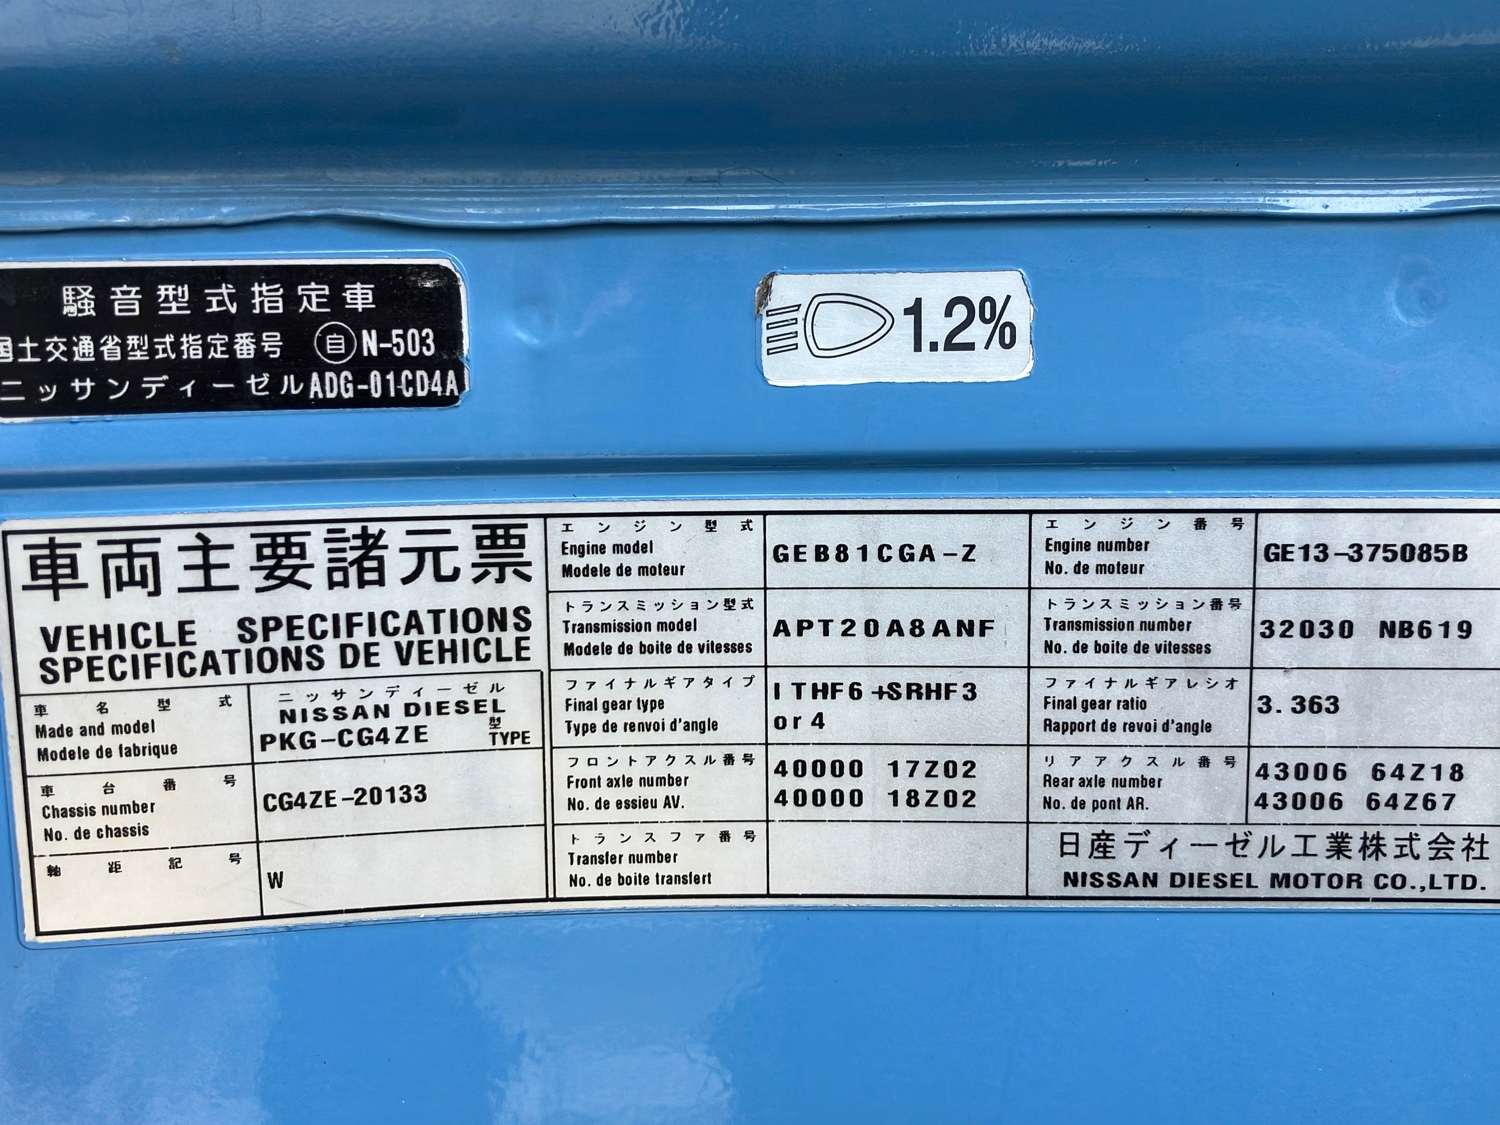 騒音型式指定車
国土交通省型式指定番号 自 N-503
ニッサンディーゼル ADG-01CD4A
1.2%
車両主要諸元票
VEHICLE SPECIFICATIONS
SPECIFICATIONS DE VEHICLE
車名型式
Made and model
Modele de fabrique
ニッサンディーゼル
NISSAN DIESEL
PKG-CG4ZE 型 TYPE
車台番号
Chassis number
No. de chassis
CG4ZE-20133
軸距記号
W
エンジン型式
Engine model
Modele de moteur
GEB81CGA-Z
エンジン番号
Engine number
No. de moteur
GE13-375085B
トランスミッション型式
Transmission model
Modele de boite de vitesses
APT20A8ANF
トランスミッション番号
Transmission number
No. de boite de vitesses
32030 NB619
ファイナルギアタイプ
Final gear type
Type de renvoi d'angle
ITHF6+SRHF3
or4
ファイナルギアレシオ
Final gear ratio
Rapport de revoi d'angle
3.363
フロントアクスル番号
Front axle number
No. de essieu AV.
40000 17Z02
40000 18Z02
リアアクスル番号
Rear axle number
No. de pont AR.
43006 64Z18
43006 64Z67
トランスファ番号
Transfer number
No. de boite transfert
日産ディーゼル工業株式会社
NISSAN DIESEL MOTOR CO.,LTD.